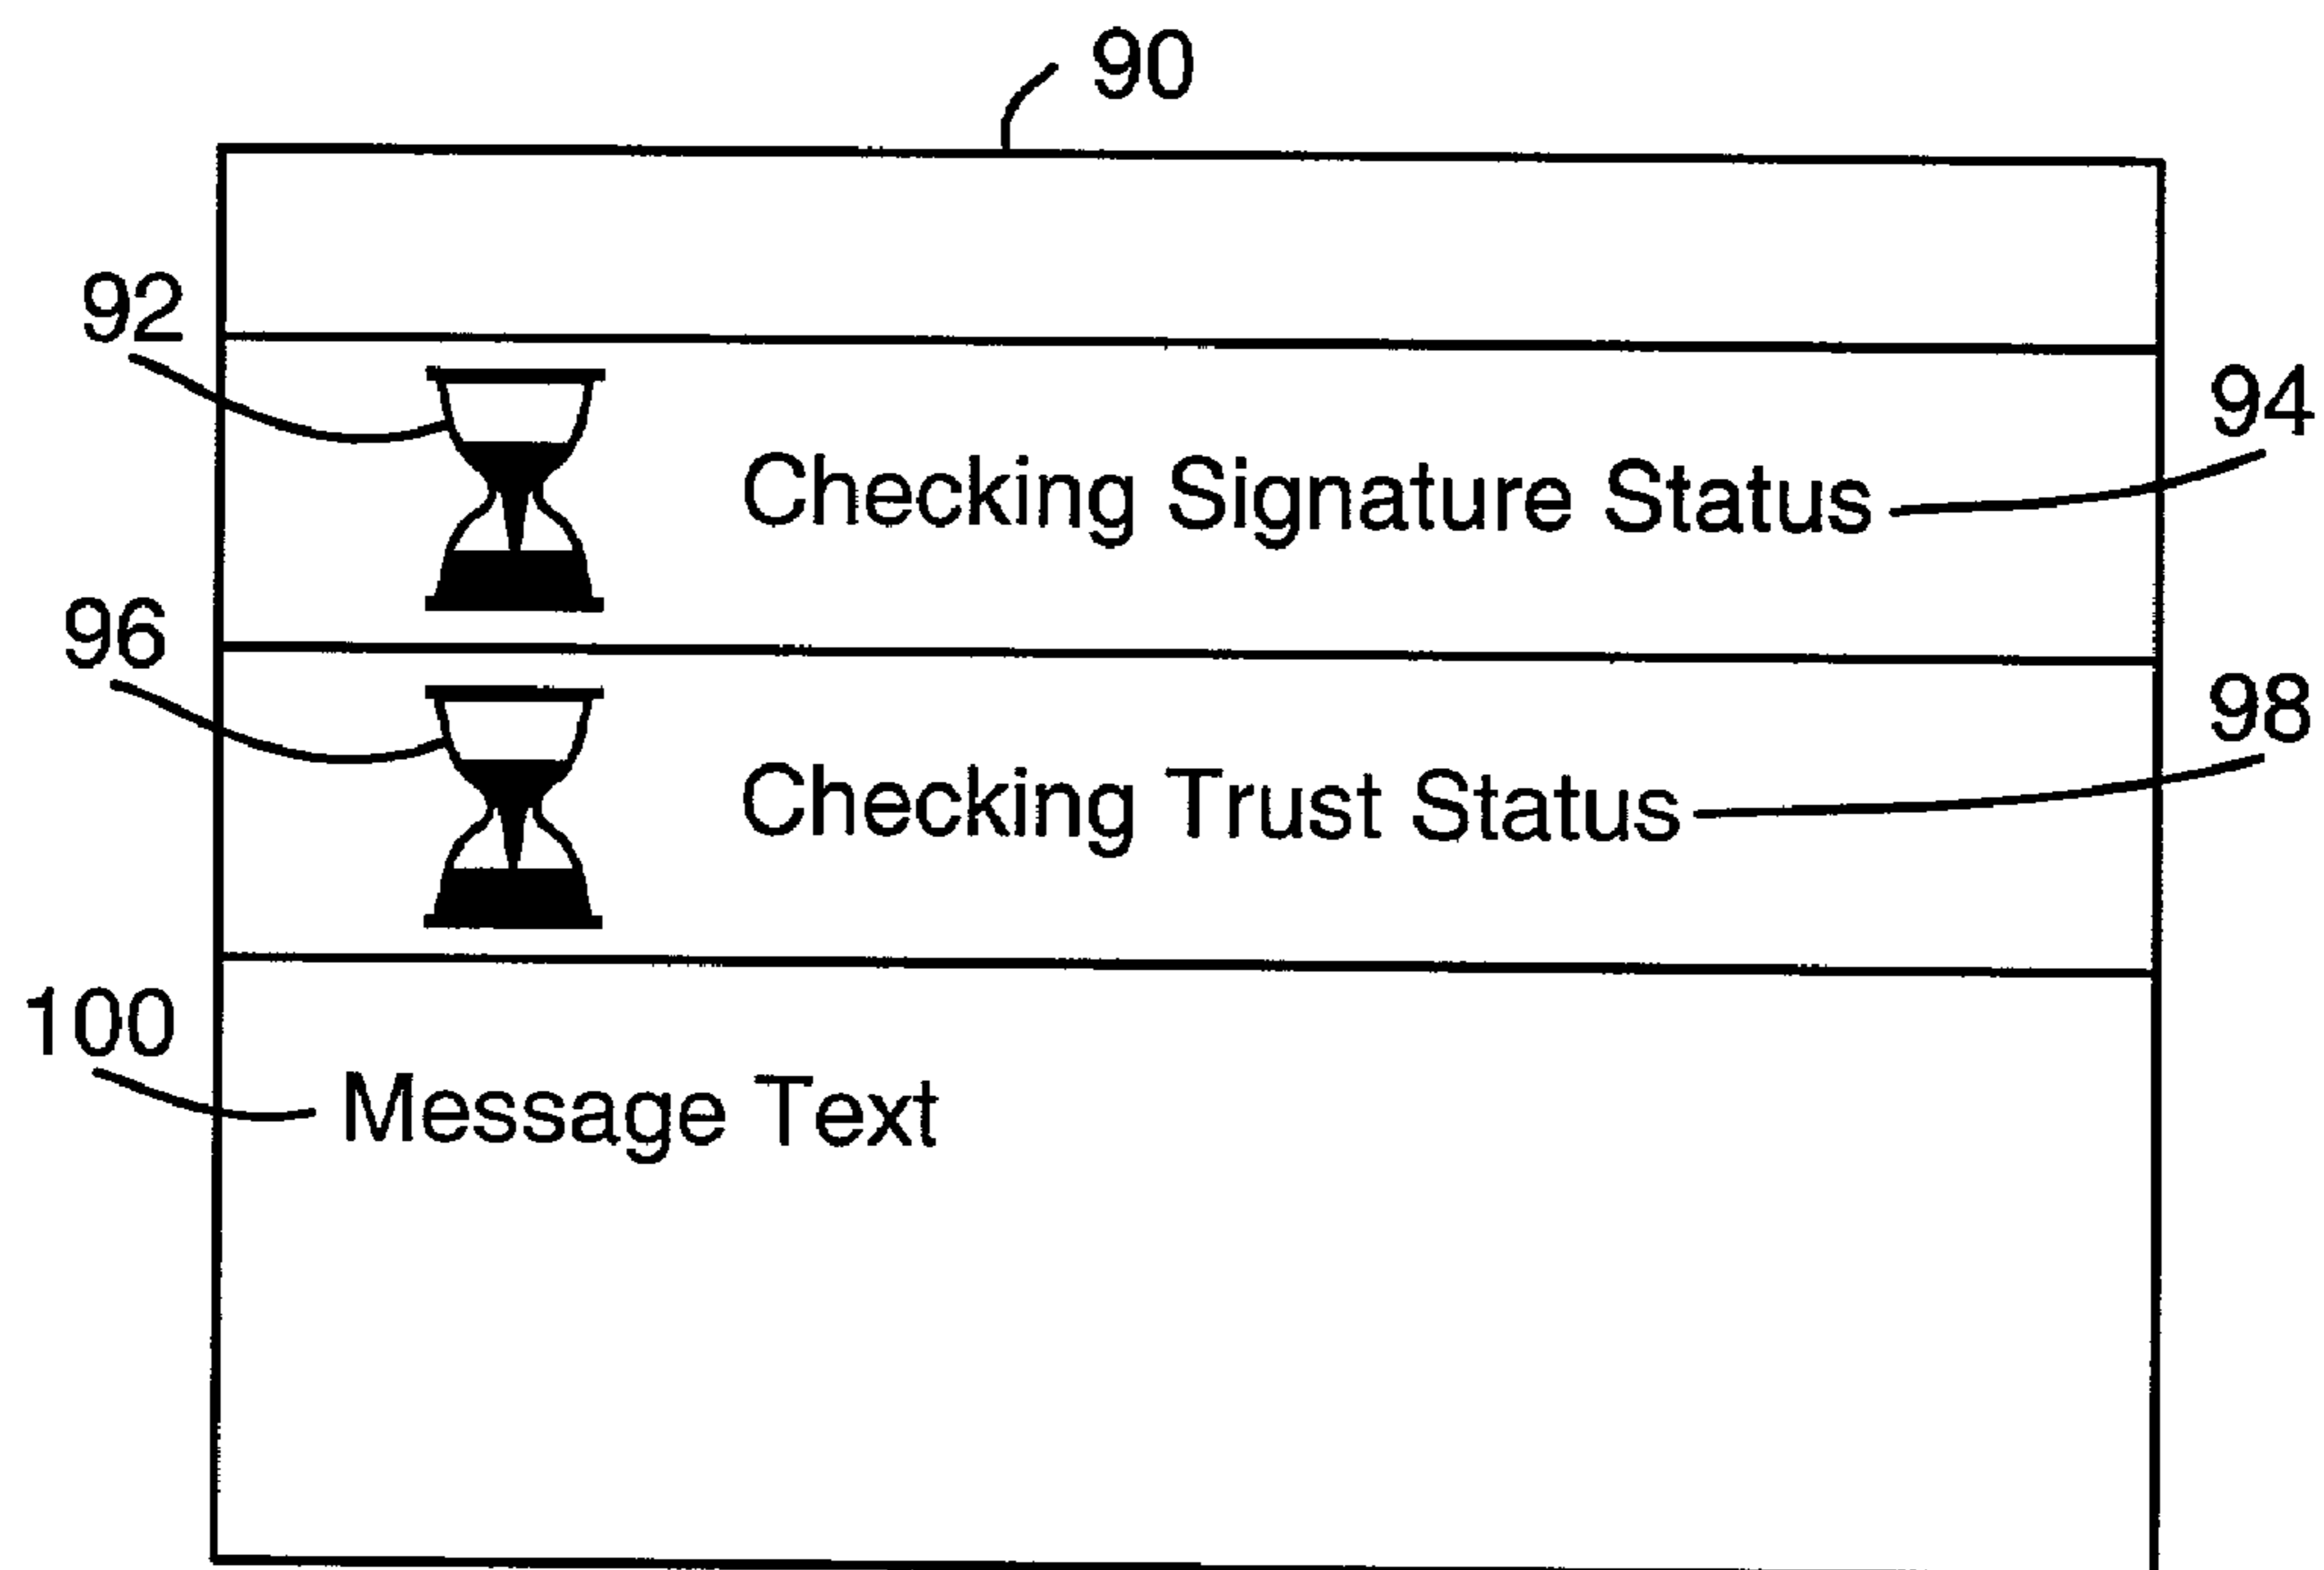 90
92
94
Checking Signature Status
96
98
Checking Trust Status
100
Message Text